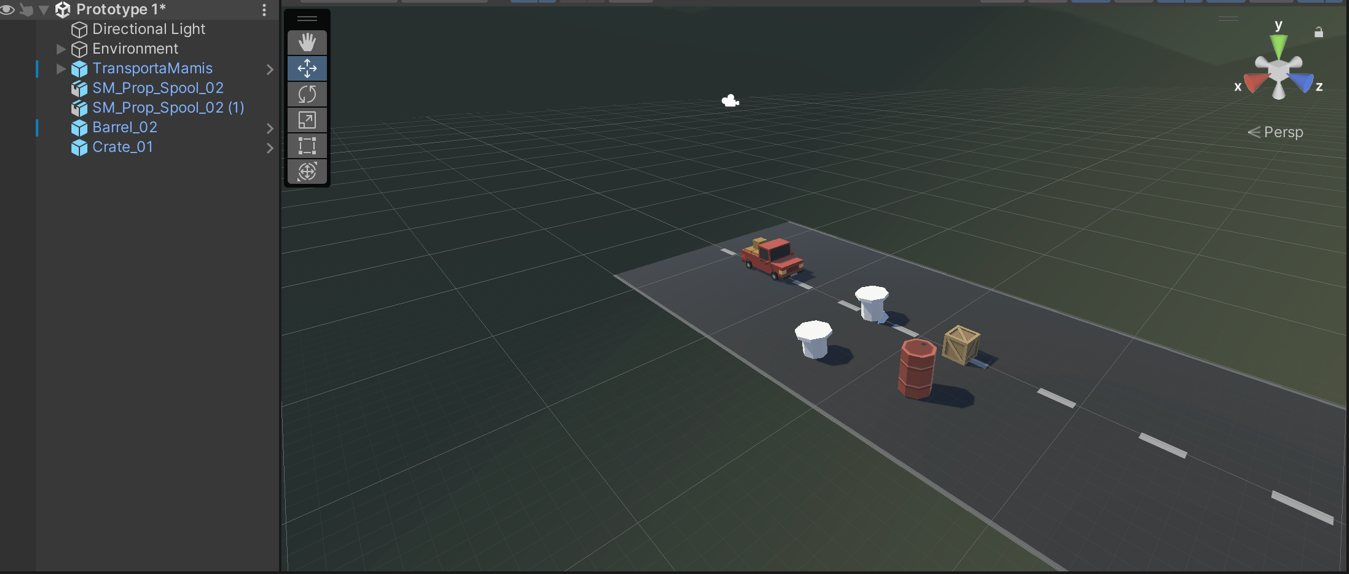 Prototype 1*
Directional Light
Environment
TransportaMamis
SM_Prop_Spool_02
SM_Prop_Spool_02 (1)
Barrel_02
Crate_01
y
x
z
Persp